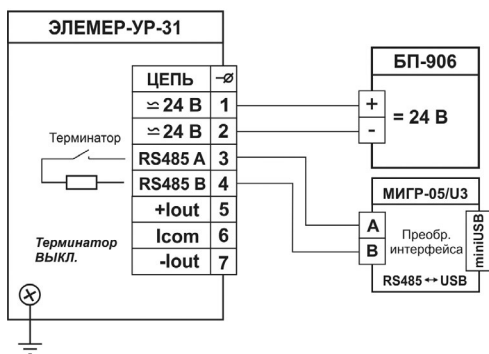 ЭЛЕМЕР-УР-31
ЦЕПЬ
≃ 24 В 1
≃ 24 В 2
RS485 A 3
RS485 B 4
+Iout 5
Icom 6
-Iout 7
Терминатор
Терминатор
ВЫКЛ.
БП-906
+
-
= 24 В
МИГР-05/U3
A
B
Преобр.
интерфейса
miniUSB
RS485 ↔ USB